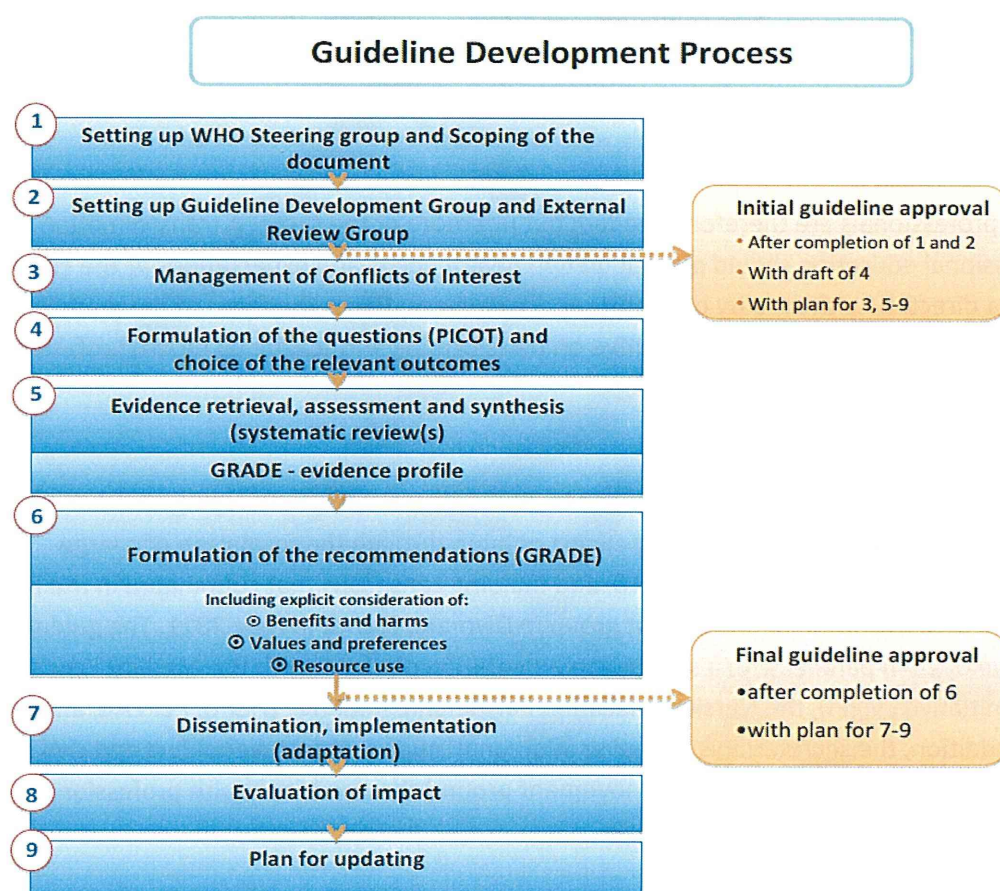 Guideline Development Process
1
Setting up WHO Steering group and Scoping of the
document
2
Setting up Guideline Development Group and External
Review Group
Initial guideline approval
• After completion of 1 and 2
• With draft of 4
• With plan for 3, 5-9
3
Management of Conflicts of Interest
4
Formulation of the questions (PICOT) and
choice of the relevant outcomes
5
Evidence retrieval, assessment and synthesis
(systematic review(s)
GRADE - evidence profile
6
Formulation of the recommendations (GRADE)
Including explicit consideration of:
⊙ Benefits and harms
⊙ Values and preferences
⊙ Resource use
Final guideline approval
•after completion of 6
•with plan for 7-9
7
Dissemination, implementation
(adaptation)
8
Evaluation of impact
9
Plan for updating